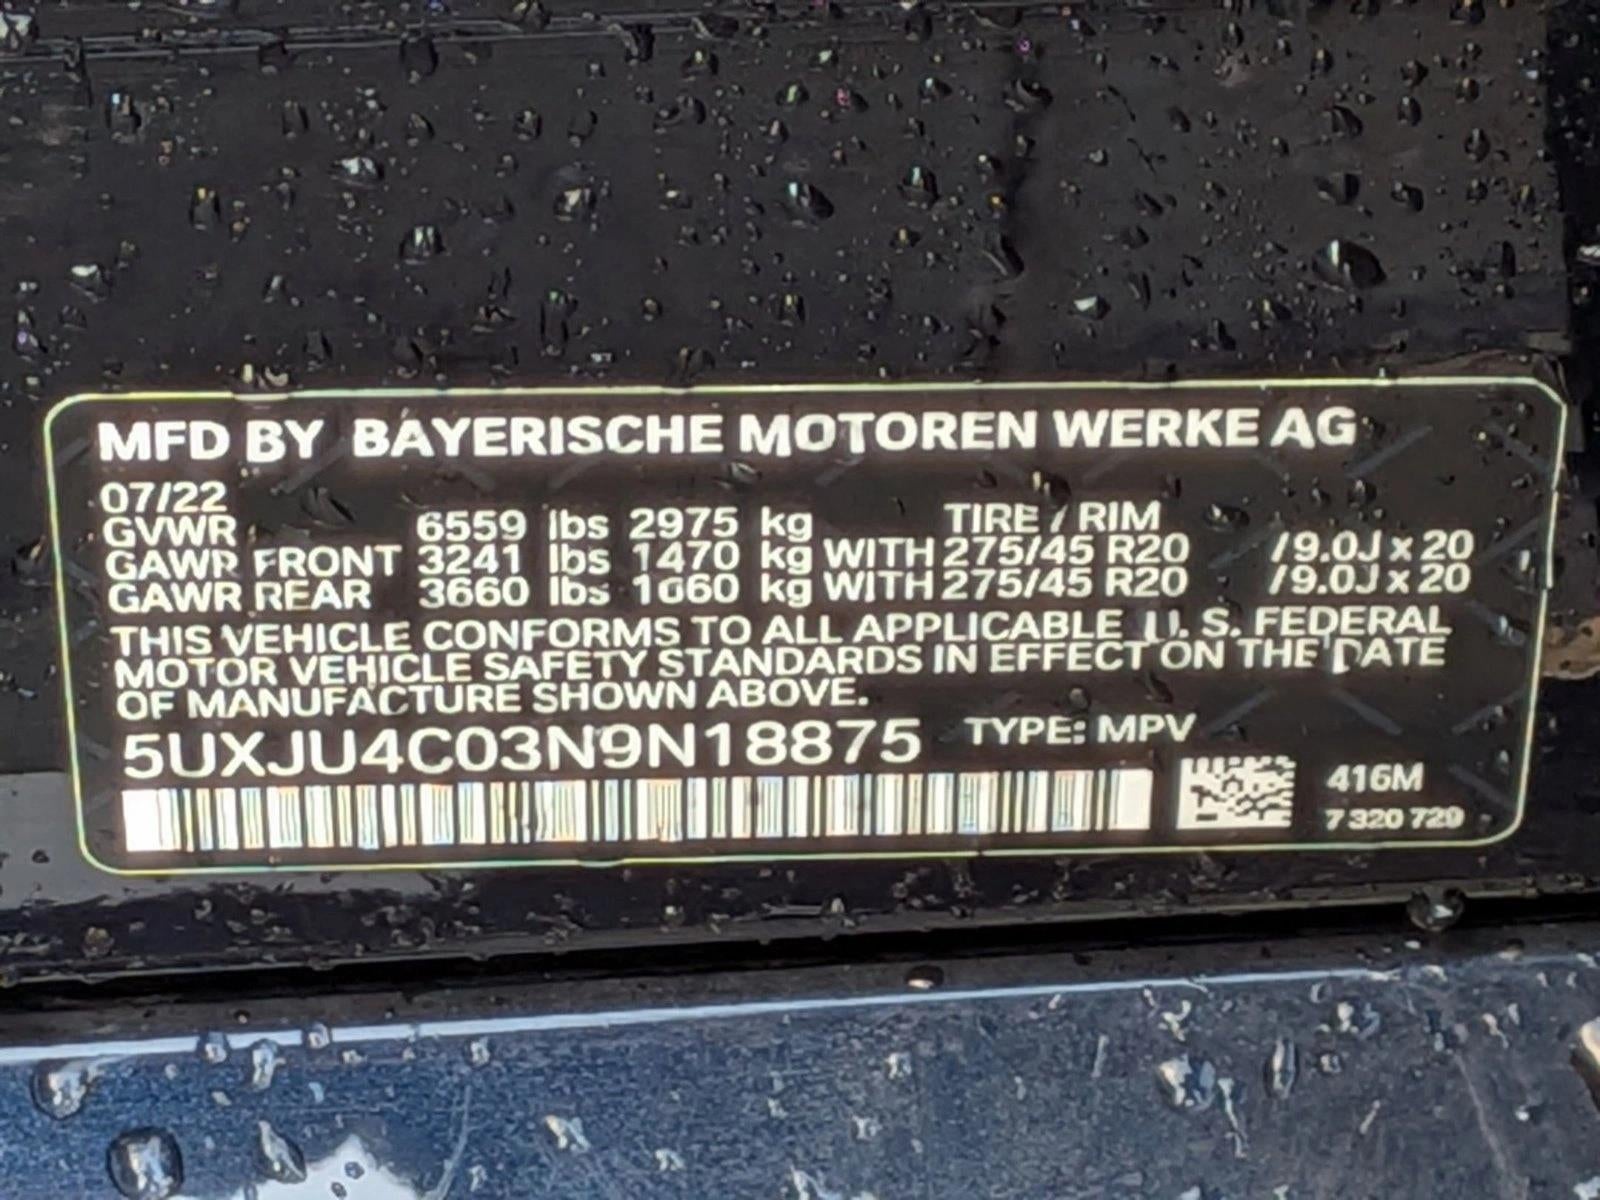 MFD BY BAYERISCHE MOTOREN WERKE AG
07/22
TIRE / RIM
GVWR 6559 lbs 2975 kg
GAWR FRONT 3241 lbs 1470 kg WITH 275/45 R20 /9.0J x 20
GAWR REAR 3660 lbs 1660 kg WITH 275/45 R20 /9.0J x 20
THIS VEHICLE CONFORMS TO ALL APPLICABLE U. S. FEDERAL
MOTOR VEHICLE SAFETY STANDARDS IN EFFECT ON THE DATE
OF MANUFACTURE SHOWN ABOVE.
5UXJU4C03N9N18875 TYPE: MPV
416M
7 320 729